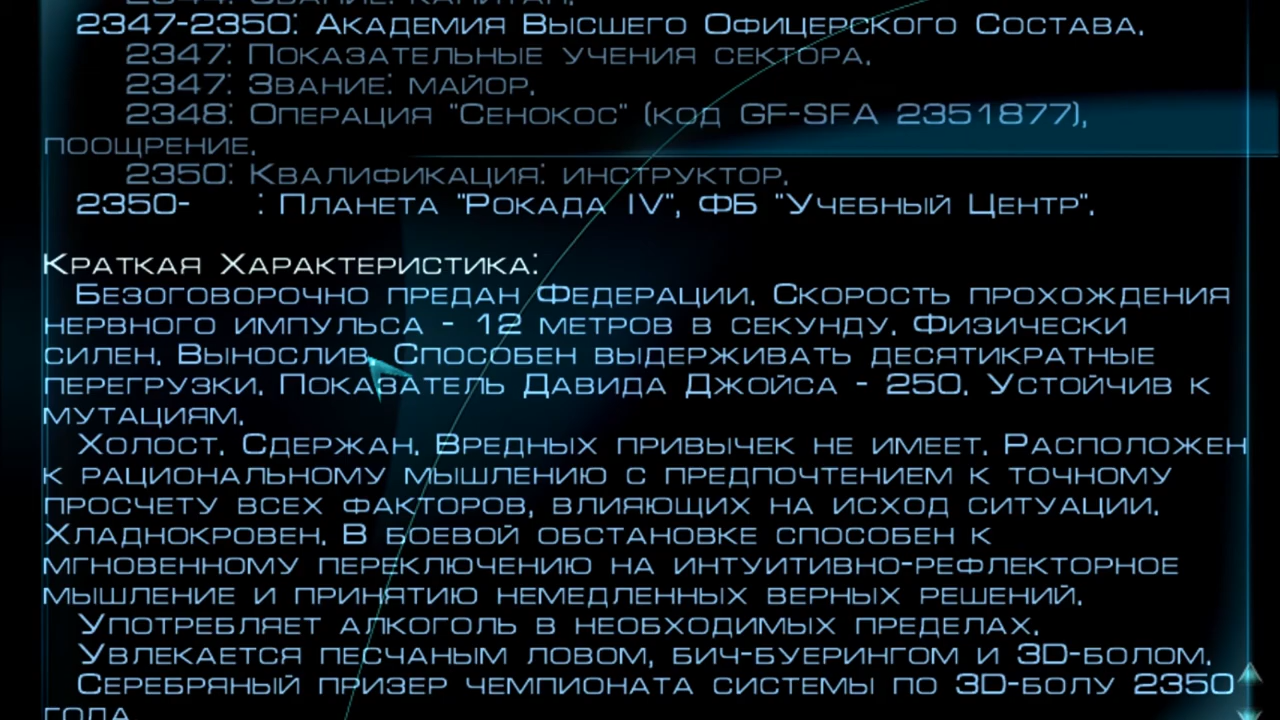 2344: Звание: капитан.
2347-2350: Академия Высшего Офицерского Состава.
2347: Показательные учения сектора.
2347: Звание: майор.
2348: Операция "Сенокос" (код GF-SFA 2351877),
поощрение.
2350: Квалификация: инструктор.
2350- : Планета "Рокада IV", ФБ "Учебный Центр".
Краткая Характеристика:
Безоговорочно предан Федерации. Скорость прохождения
нервного импульса - 12 метров в секунду. Физически
силен. Вынослив. Способен выдерживать десятикратные
перегрузки. Показатель Давида Джойса - 250. Устойчив к
мутациям.
Холост. Сдержан. Вредных привычек не имеет. Расположен
к рациональному мышлению с предпочтением к точному
просчету всех факторов, влияющих на исход ситуации.
Хладнокровен. В боевой обстановке способен к
мгновенному переключению на интуитивно-рефлекторное
мышление и принятию немедленных верных решений.
Употребляет алкоголь в необходимых пределах.
Увлекается песчаным ловом, бич-буерингом и 3D-болом.
Серебряный призер чемпионата системы по 3D-болу 2350
года